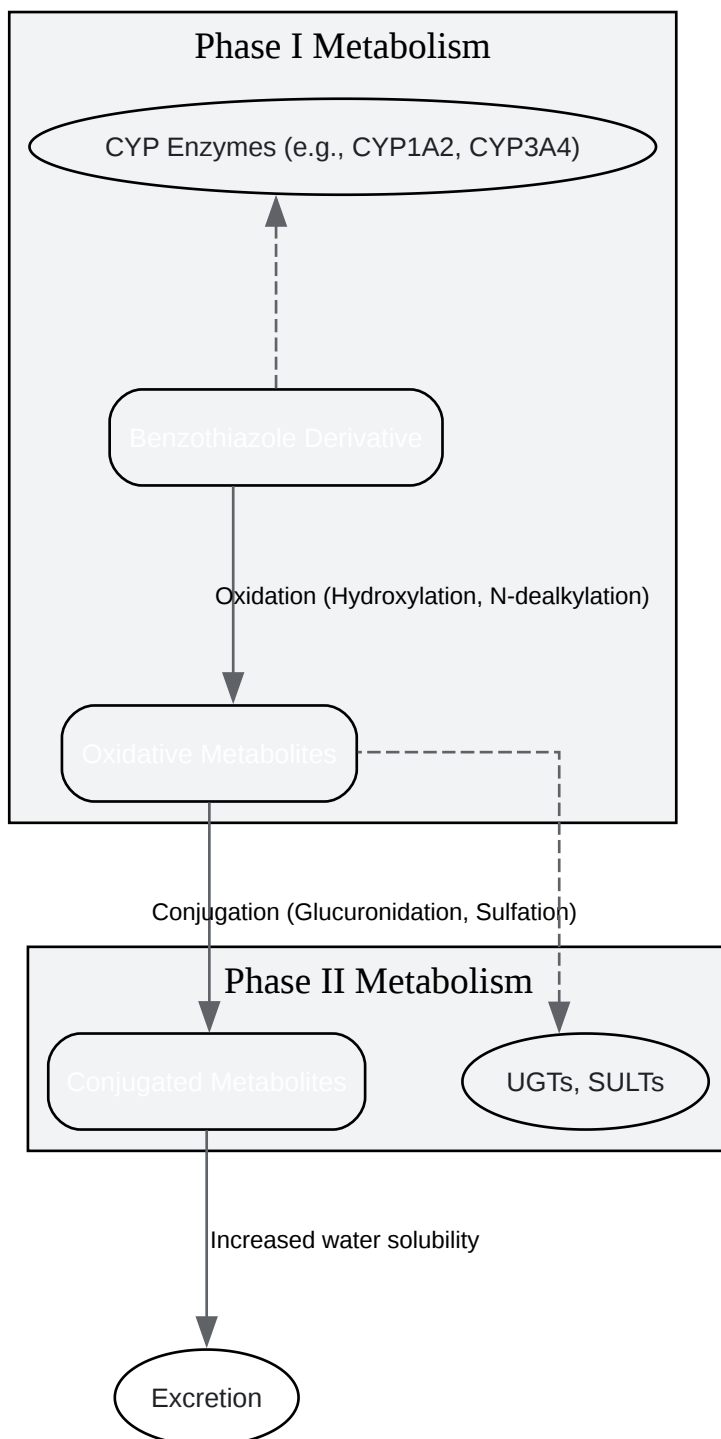 Phase I Metabolism
CYP Enzymes (e.g., CYP1A2, CYP3A4)
Benzothiazole Derivative
Oxidation (Hydroxylation, N-dealkylation)
Oxidative Metabolites
Conjugation (Glucuronidation, Sulfation)
Phase II Metabolism
Conjugated Metabolites
UGTs, SULTs
Increased water solubility
Excretion